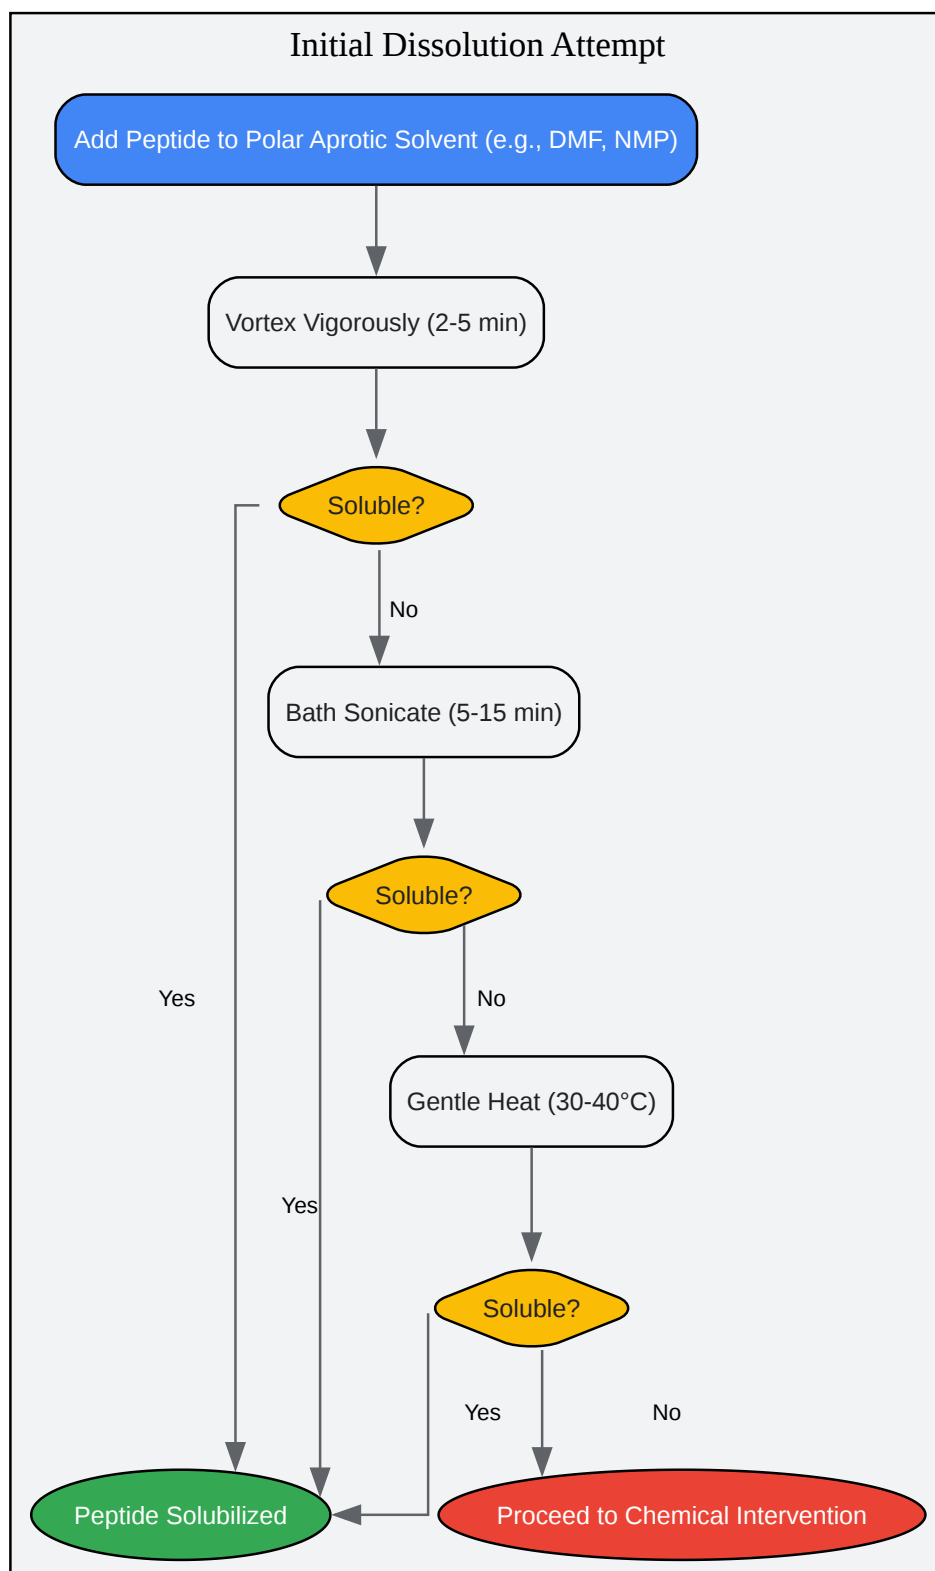 Initial Dissolution Attempt
Add Peptide to Polar Aprotic Solvent (e.g., DMF, NMP)
Vortex Vigorously (2-5 min)
Soluble?
No
Bath Sonicate (5-15 min)
Soluble?
Yes
No
Gentle Heat (30-40°C)
Yes
Soluble?
Yes
No
Peptide Solubilized
Proceed to Chemical Intervention